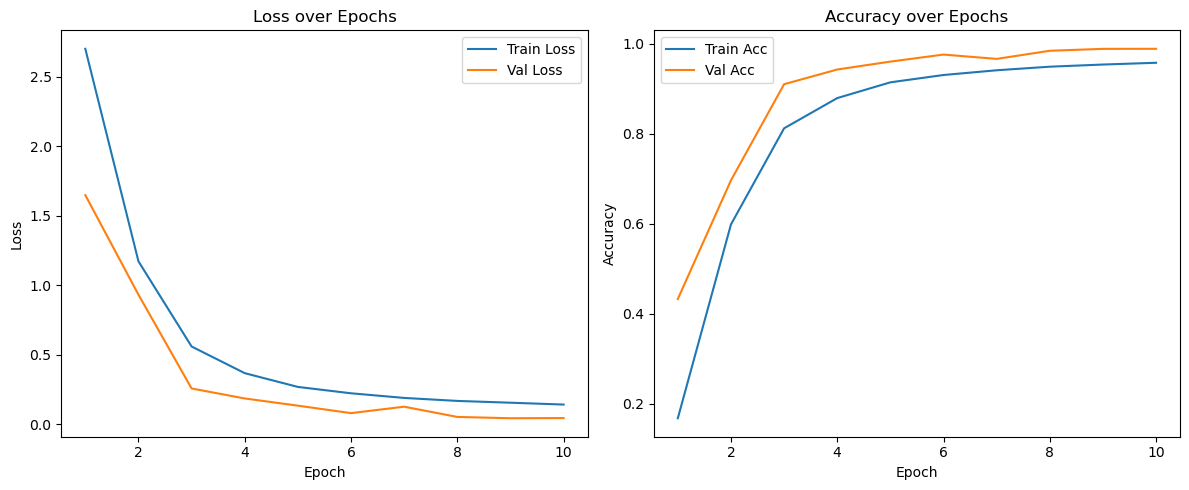 Loss over Epochs
Train Loss
Val Loss
2.5
2.0
1.5
1.0
0.5
0.0
Loss
2 4 6 8 10
Epoch
Accuracy over Epochs
Train Acc
Val Acc
1.0
0.8
0.6
0.4
0.2
Accuracy
2 4 6 8 10
Epoch